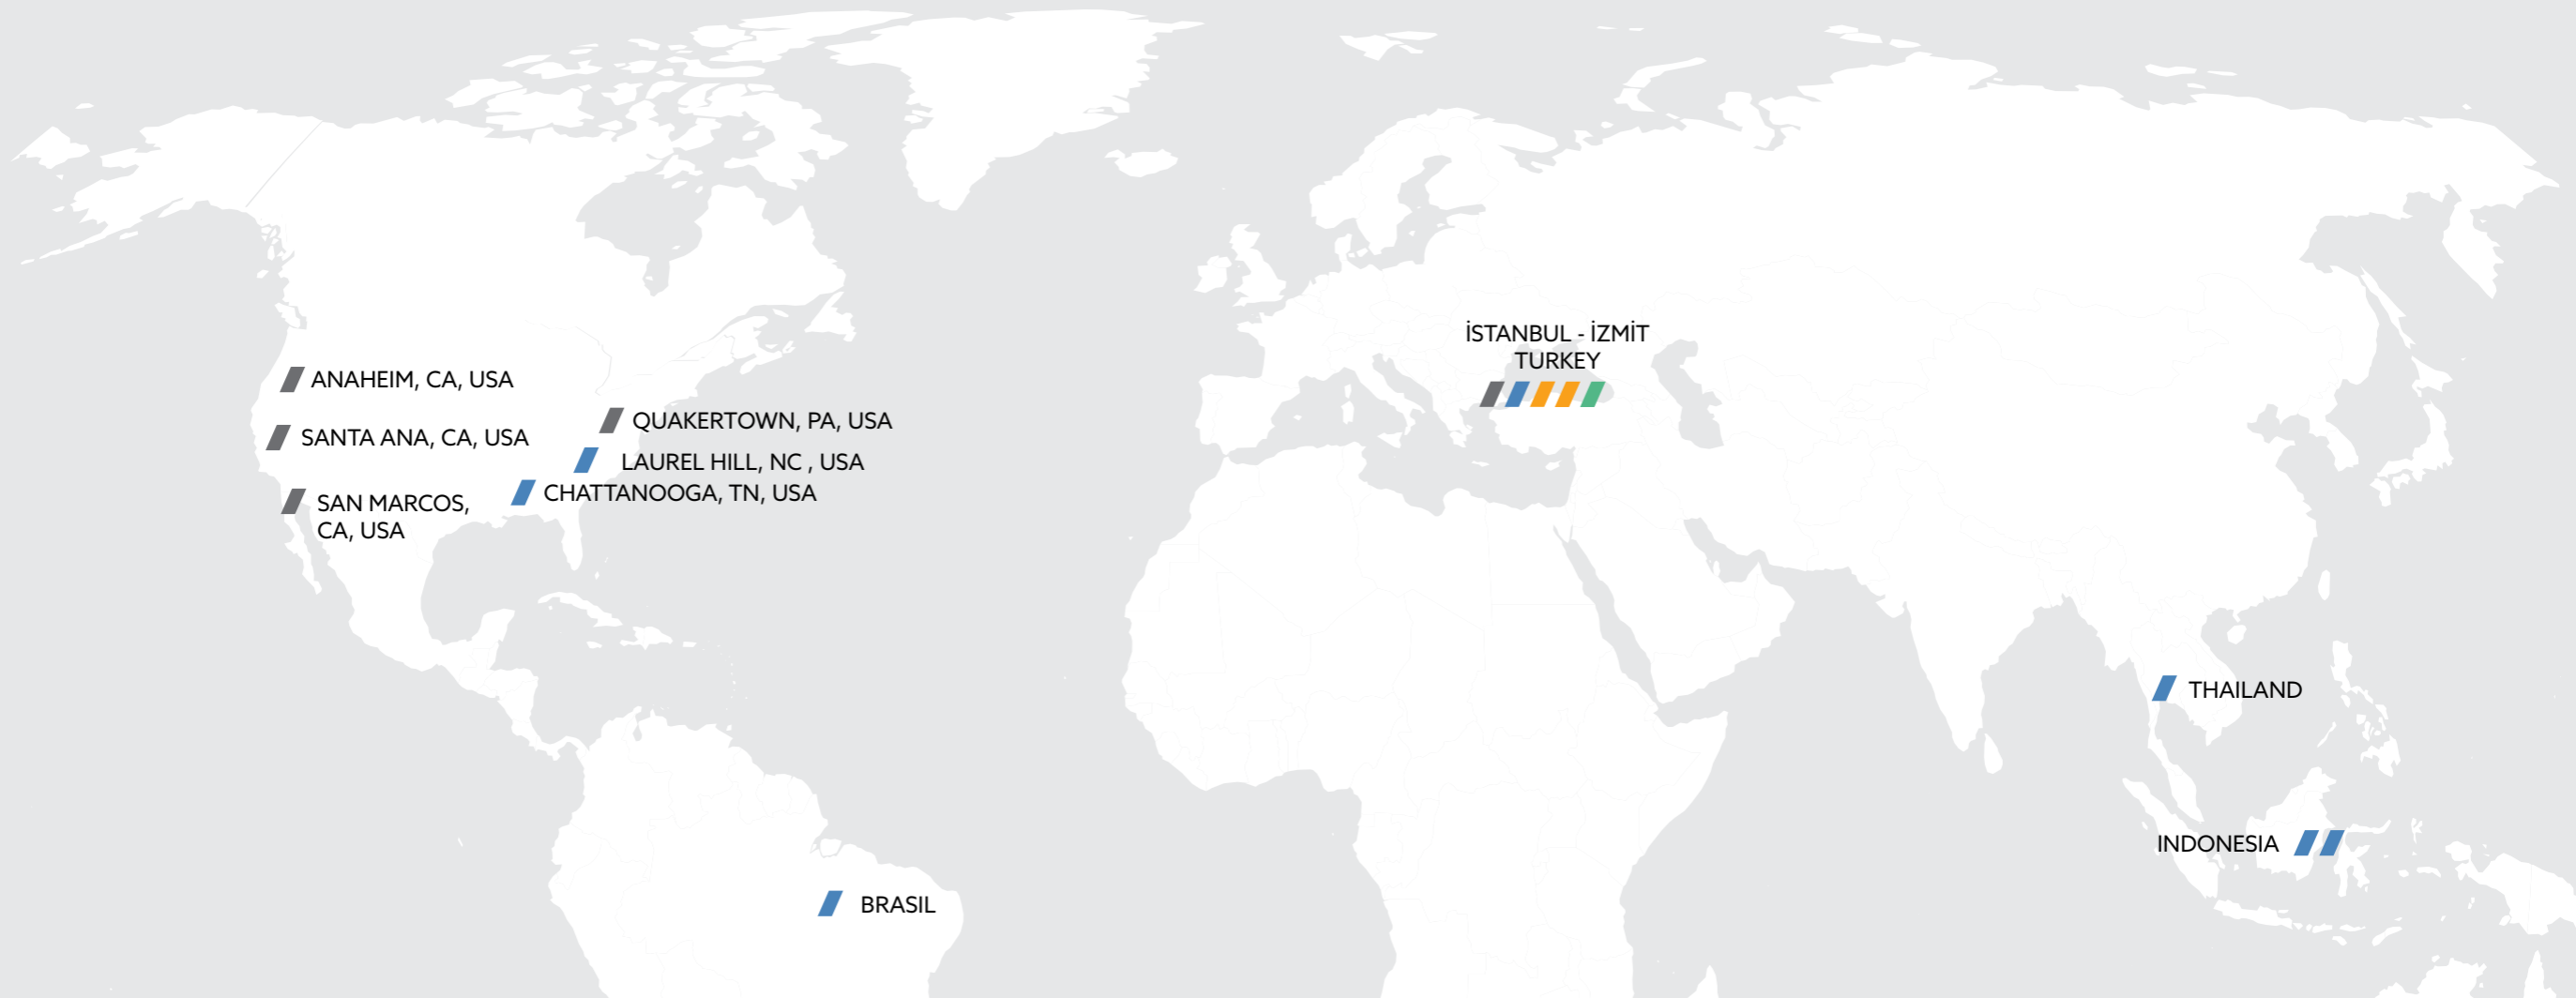 İSTANBUL - İZMİT
TURKEY
ANAHEIM, CA, USA
QUAKERTOWN, PA, USA
SANTA ANA, CA, USA
LAUREL HILL, NC , USA
CHATTANOOGA, TN, USA
SAN MARCOS,
CA, USA
THAILAND
INDONESIA
BRASIL